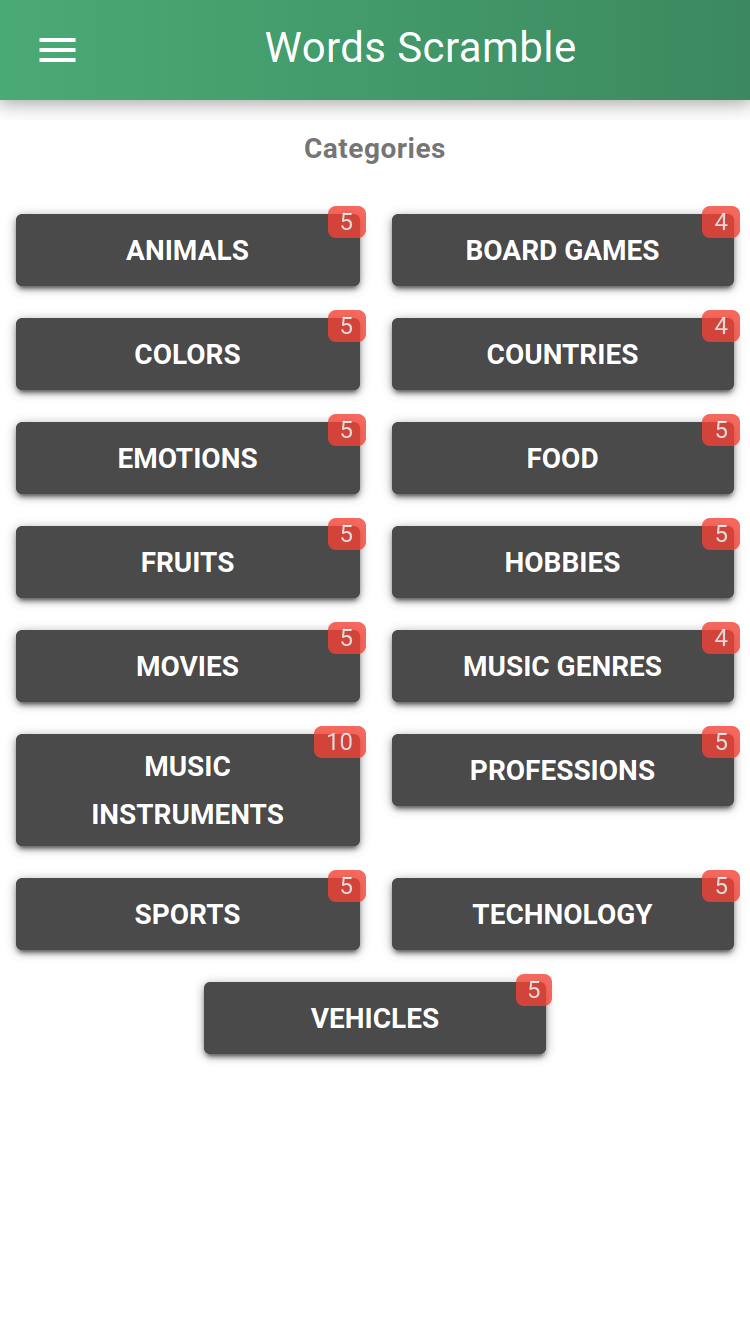 Words Scramble
Categories
5
ANIMALS
4
BOARD GAMES
5
COLORS
4
COUNTRIES
5
EMOTIONS
5
FOOD
5
FRUITS
5
HOBBIES
5
MOVIES
4
MUSIC GENRES
10
MUSIC
INSTRUMENTS
5
PROFESSIONS
5
SPORTS
5
TECHNOLOGY
5
VEHICLES